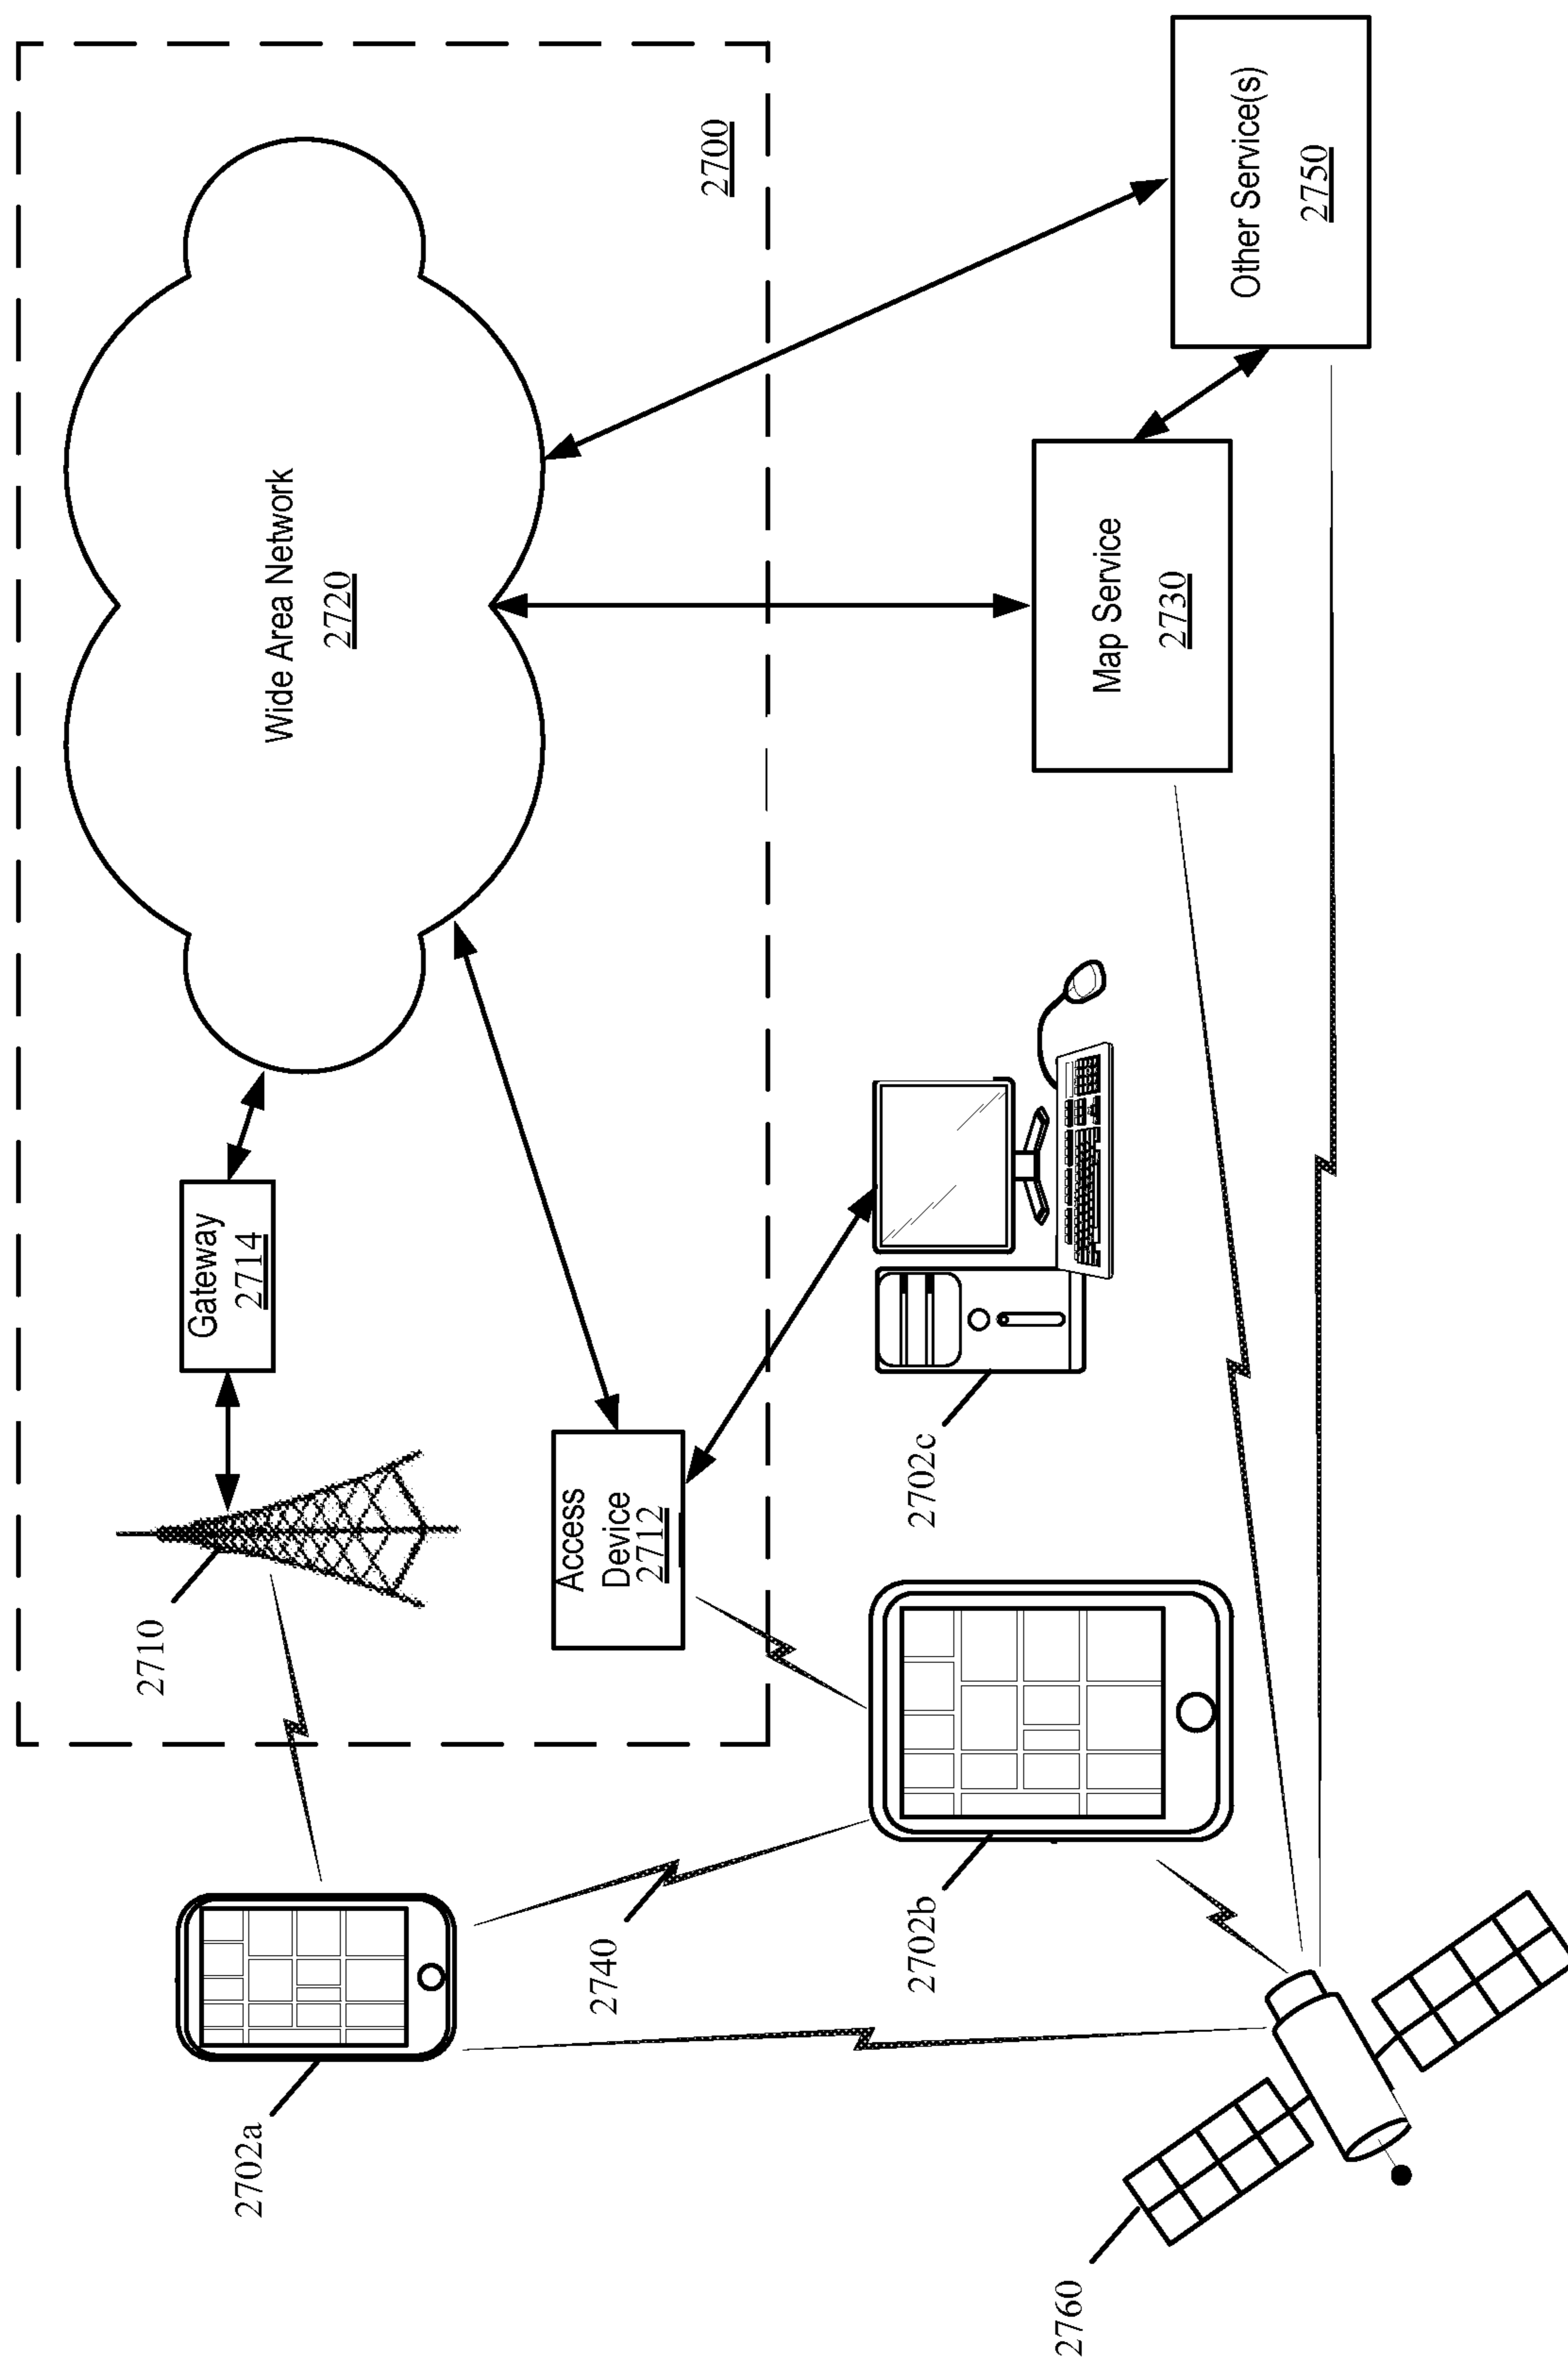 2702a
2710
Gateway
2714
Wide Area Network
2720
2740
Access
Device
2712
2700
2702b
2702c
2760
Map Service
2730
Other Service(s)
2750